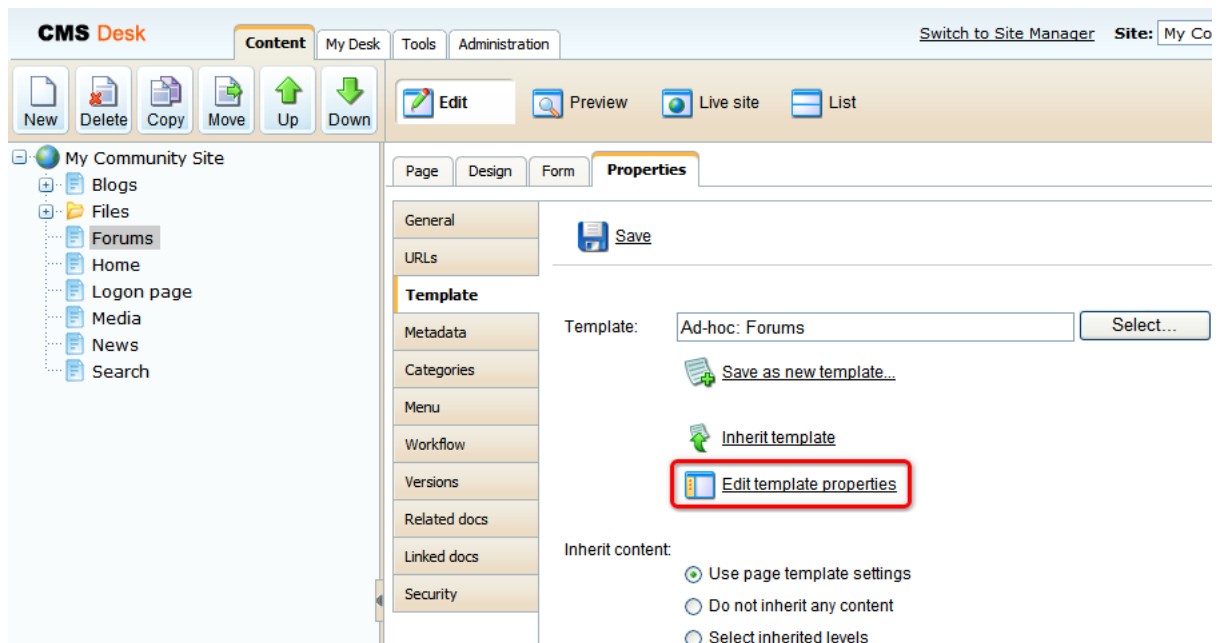 CMS Desk
Content My Desk Tools Administration
Switch to Site Manager Site: My Co
New Delete Copy Move Up Down
Edit Preview Live site List
My Community Site
Blogs
Files
Forums
Home
Logon page
Media
News
Search
Page Design Form Properties
General
URLs
Template
Metadata
Categories
Menu
Workflow
Versions
Related docs
Linked docs
Security
Save
Template: Ad-hoc: Forums Select...
Save as new template...
Inherit template
Edit template properties
Inherit content:
Use page template settings
Do not inherit any content
Select inherited levels